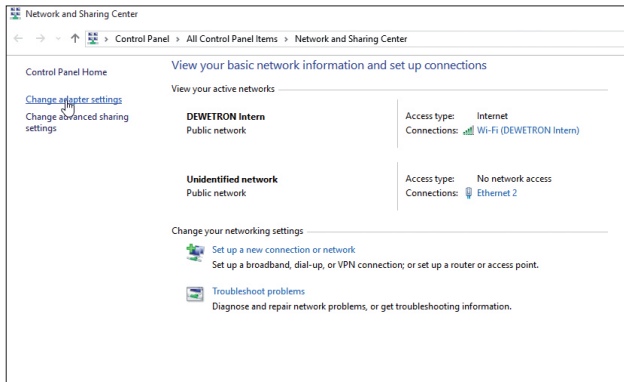 Network and Sharing Center
Control Panel > All Control Panel Items > Network and Sharing Center
Control Panel Home
View your basic network information and set up connections
View your active networks
Change adapter settings
Change advanced sharing
settings
DEWETRON Intern
Public network
Access type: Internet
Connections: Wi-Fi (DEWETRON Intern)
Unidentified network
Public network
Access type: No network access
Connections: Ethernet 2
Change your networking settings
Set up a new connection or network
Set up a broadband, dial-up, or VPN connection; or set up a router or access point.
Troubleshoot problems
Diagnose and repair network problems, or get troubleshooting information.